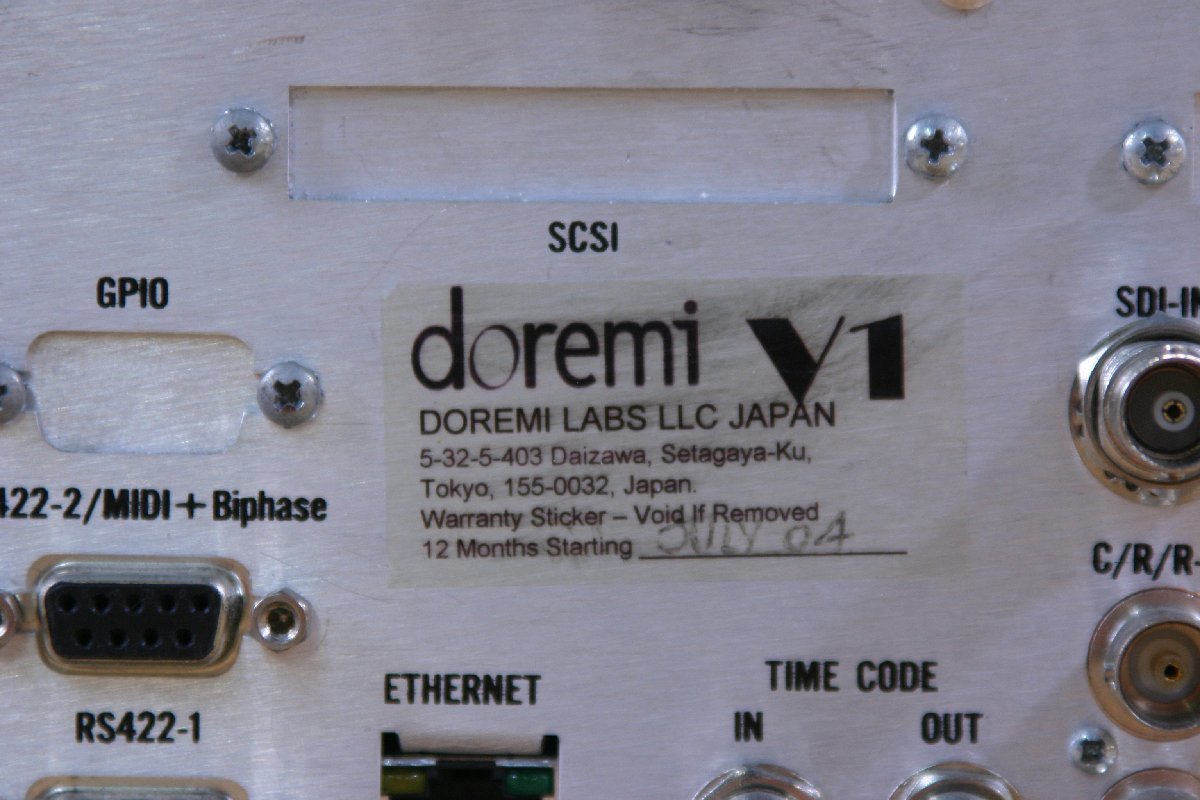 SCSI
GPIO
SDI-IN
doremi V1
DOREMI LABS LLC JAPAN
5-32-5-403 Daizawa, Setagaya-Ku,
Tokyo, 155-0032, Japan.
Warranty Sticker – Void If Removed
12 Months Starting JULY 04
422-2/MIDI+Biphase
C/R/R-
ETHERNET
TIME CODE
RS422-1
IN
OUT